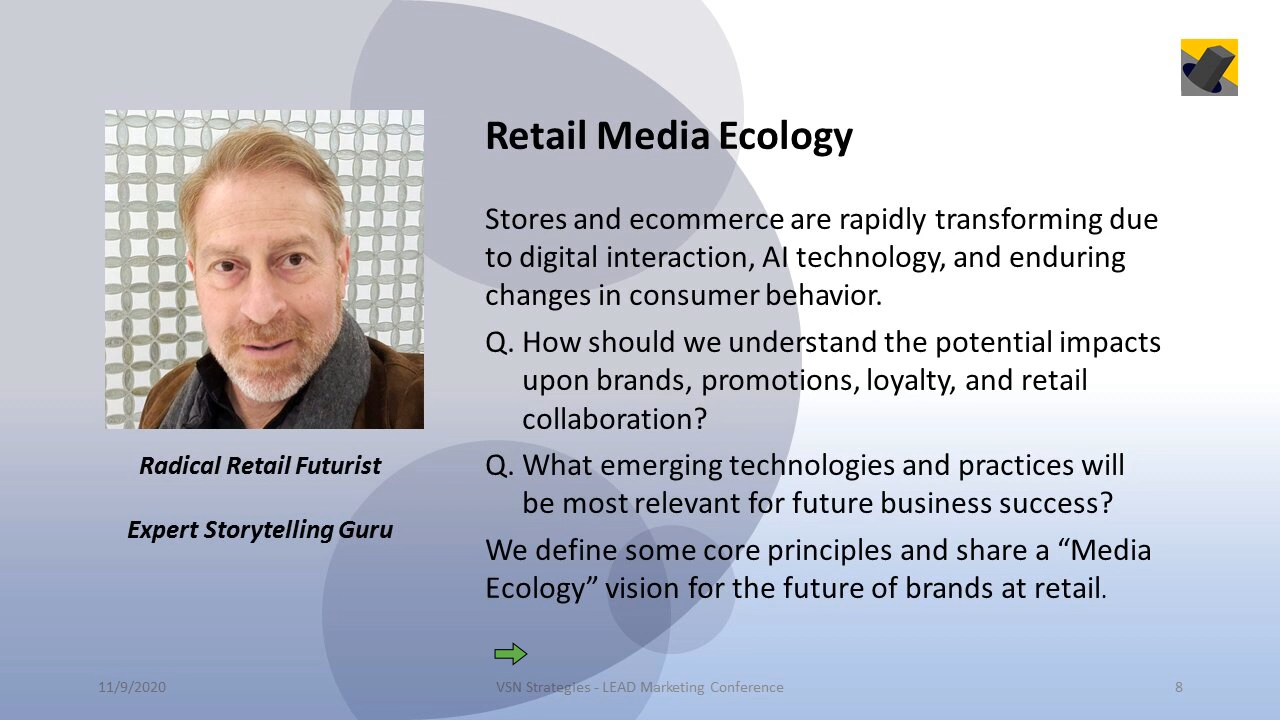 Retail Media Ecology
Stores and ecommerce are rapidly transforming due
to digital interaction, AI technology, and enduring
changes in consumer behavior.
Q. How should we understand the potential impacts
upon brands, promotions, loyalty, and retail
collaboration?
Q. What emerging technologies and practices will
be most relevant for future business success?
We define some core principles and share a “Media
Ecology” vision for the future of brands at retail.
Radical Retail Futurist
Expert Storytelling Guru
11/9/2020
VSN Strategies - LEAD Marketing Conference
8